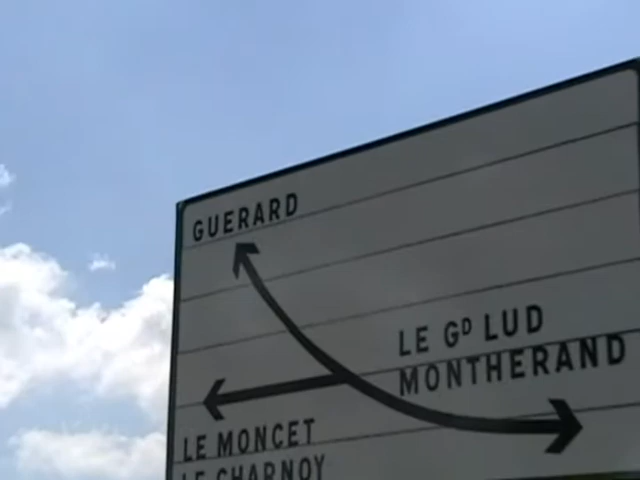 GUERARD
LE GD LUD
MONTHERAND
LE MONCET
LE CHARNOY